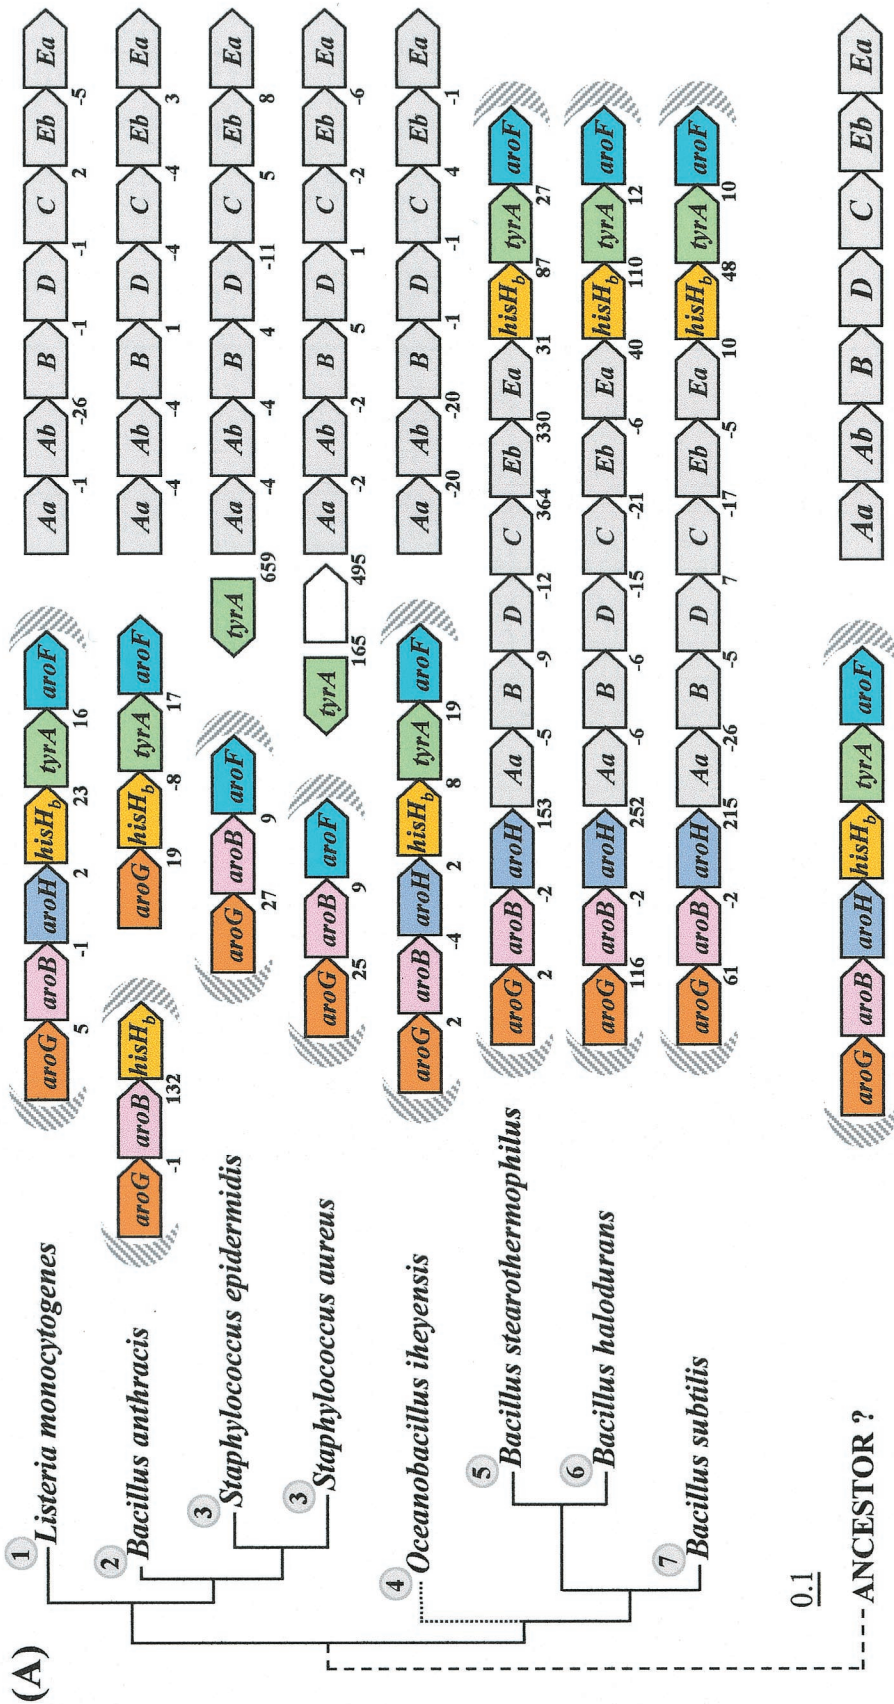 (A)
1 Listeria monocytogenes aroG aroB aroH hisHb tyrA aroF Aa Ab B D C Eb Ea
5 -1 2 23 16 -1 -26 -1 -1 2 -5
2 Bacillus anthracis aroG aroB hisHb aroG hisHb tyrA aroF Aa Ab B D C Eb Ea
-1 132 19 -8 17 -4 -4 1 -4 -4 3
3 Staphylococcus epidermidis aroG aroB aroF tyrA Aa Ab B D C Eb Ea
27 9 659 -4 -4 4 -11 5 8
3 Staphylococcus aureus aroG aroB aroF tyrA Aa Ab B D C Eb Ea
25 9 165 495 -2 -2 5 1 -2 -6
4 Oceanobacillus iheyensis aroG aroB aroH hisHb tyrA aroF Aa Ab B D C Eb Ea
2 -4 2 8 19 -20 -20 -1 -1 4 -1
5 Bacillus stearothermophilus aroG aroB aroH Aa B D C Eb Ea hisHb tyrA aroF
2 -2 153 -5 -9 -12 364 330 31 87 27
6 Bacillus halodurans aroG aroB aroH Aa B D C Eb Ea hisHb tyrA aroF
116 -2 252 -6 -6 -15 -21 -6 40 110 12
7 Bacillus subtilis aroG aroB aroH Aa B D C Eb Ea hisHb tyrA aroF
61 -2 215 -26 -5 7 -17 -5 10 48 10
0.1
ANCESTOR ? aroG aroB aroH hisHb tyrA aroF Aa Ab B D C Eb Ea